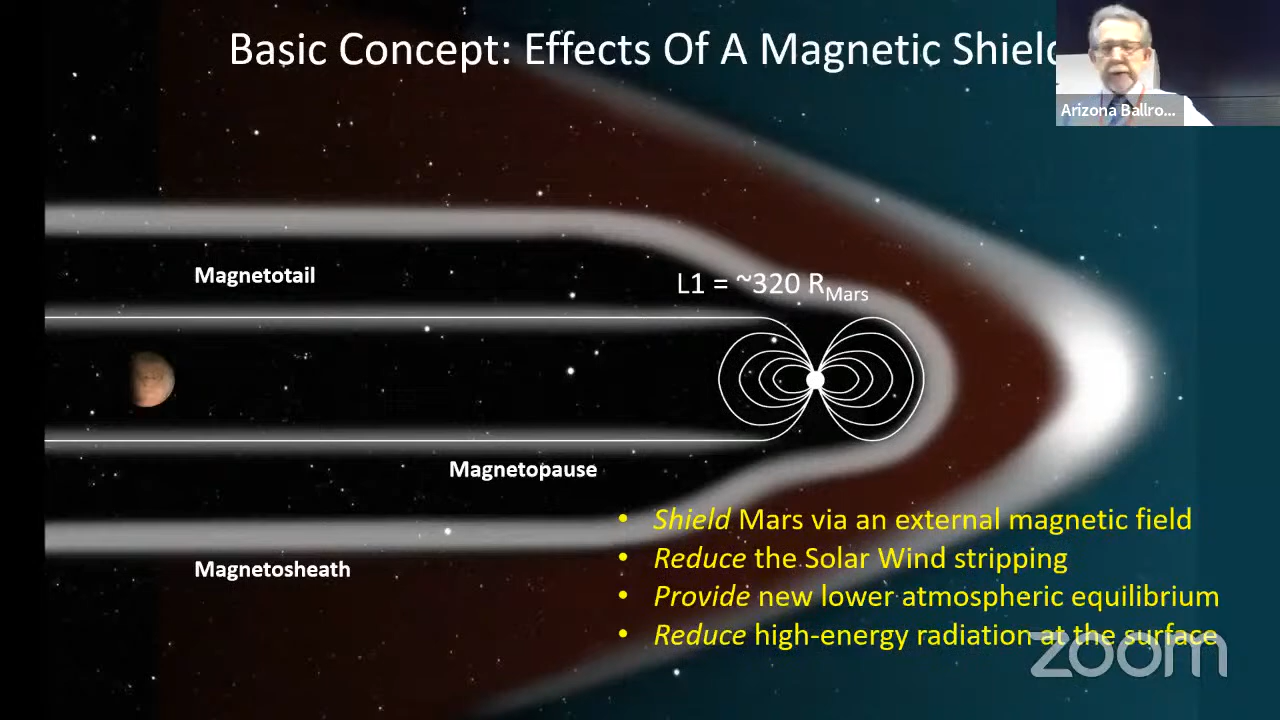 Basic Concept: Effects Of A Magnetic Shield
Arizona Ballro...
Magnetotail
L1 = ~320 RMars
Magnetopause
• Shield Mars via an external magnetic field
• Reduce the Solar Wind stripping
• Provide new lower atmospheric equilibrium
Magnetosheath
• Reduce high-energy radiation at the surface
zoom